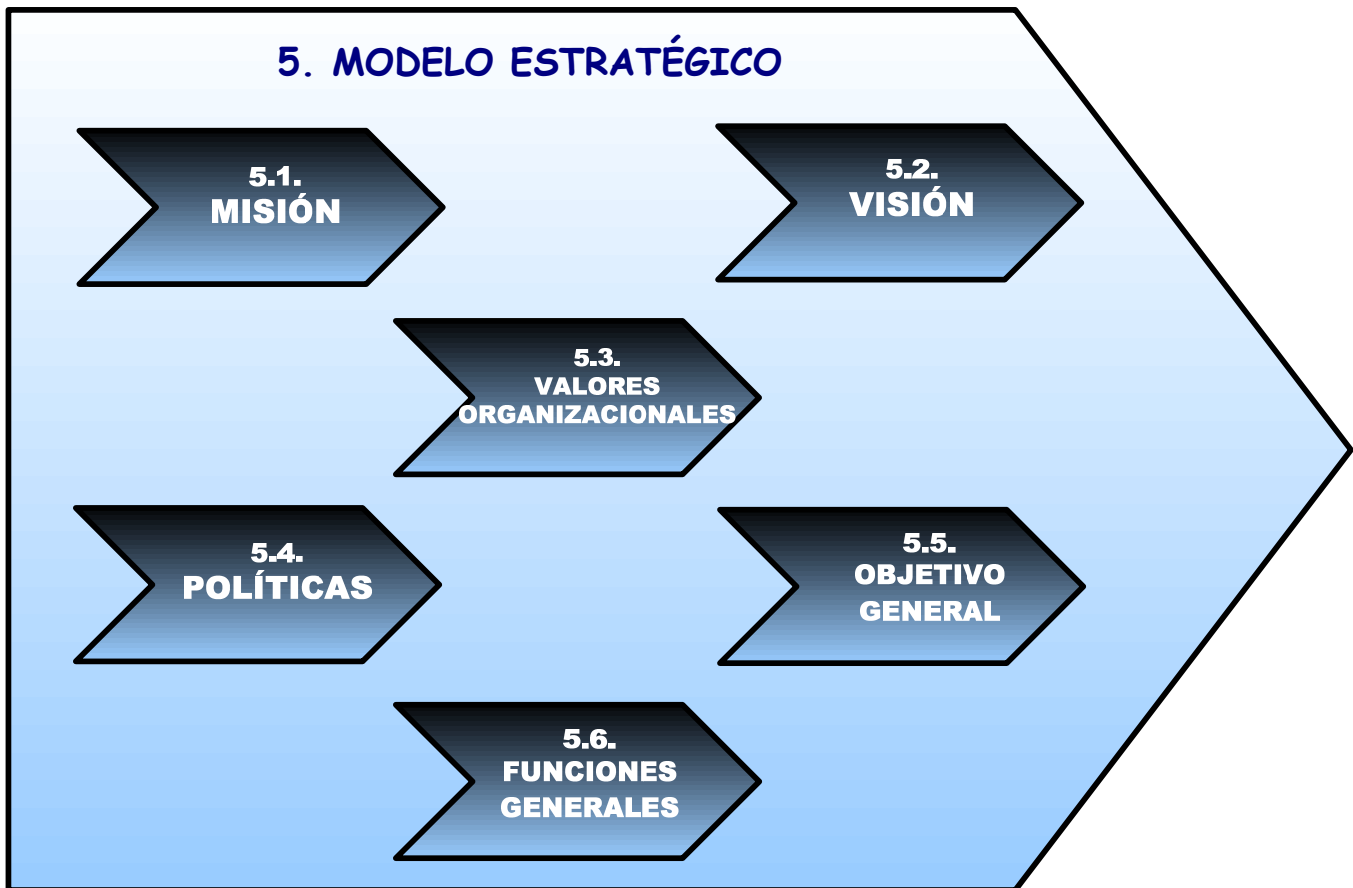 5. MODELO ESTRATÉGICO
5.1.
MISIÓN
5.2.
VISIÓN
5.3.
VALORES
ORGANIZACIONALES
5.4.
POLÍTICAS
5.5.
OBJETIVO
GENERAL
5.6.
FUNCIONES
GENERALES